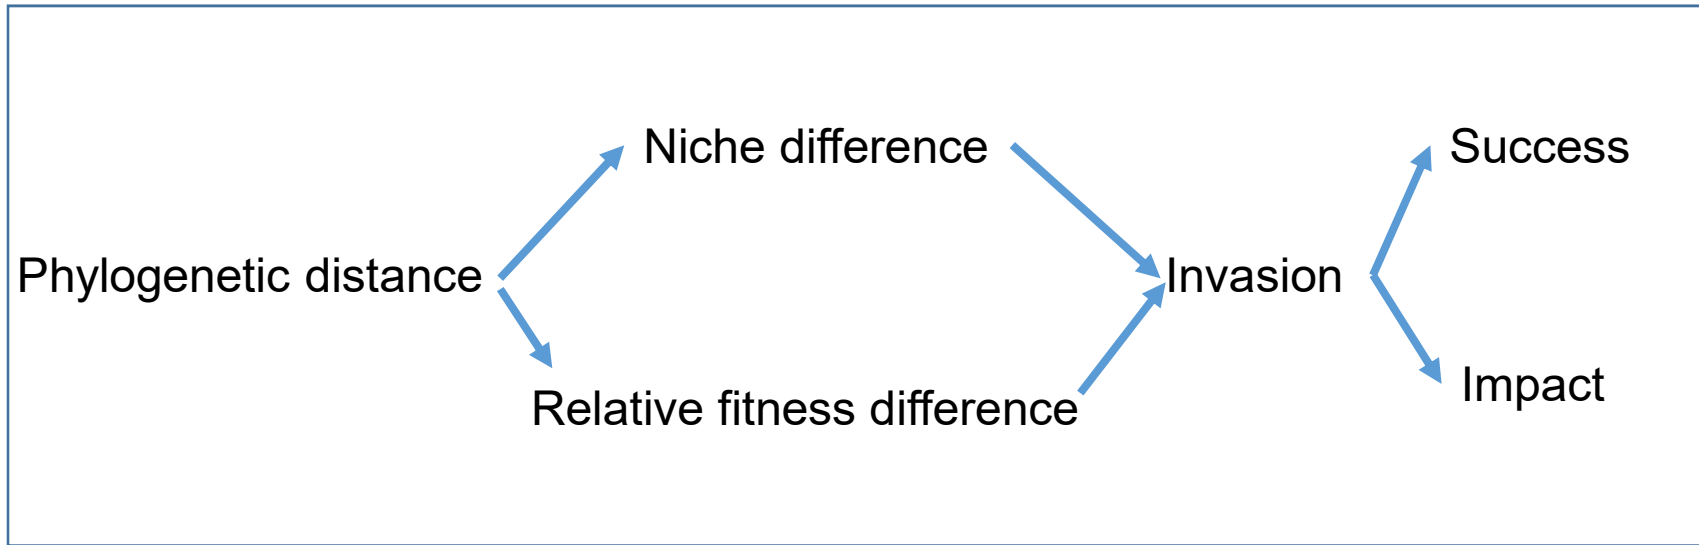 Niche difference
Success
Phylogenetic distance
Invasion
Relative fitness difference
Impact